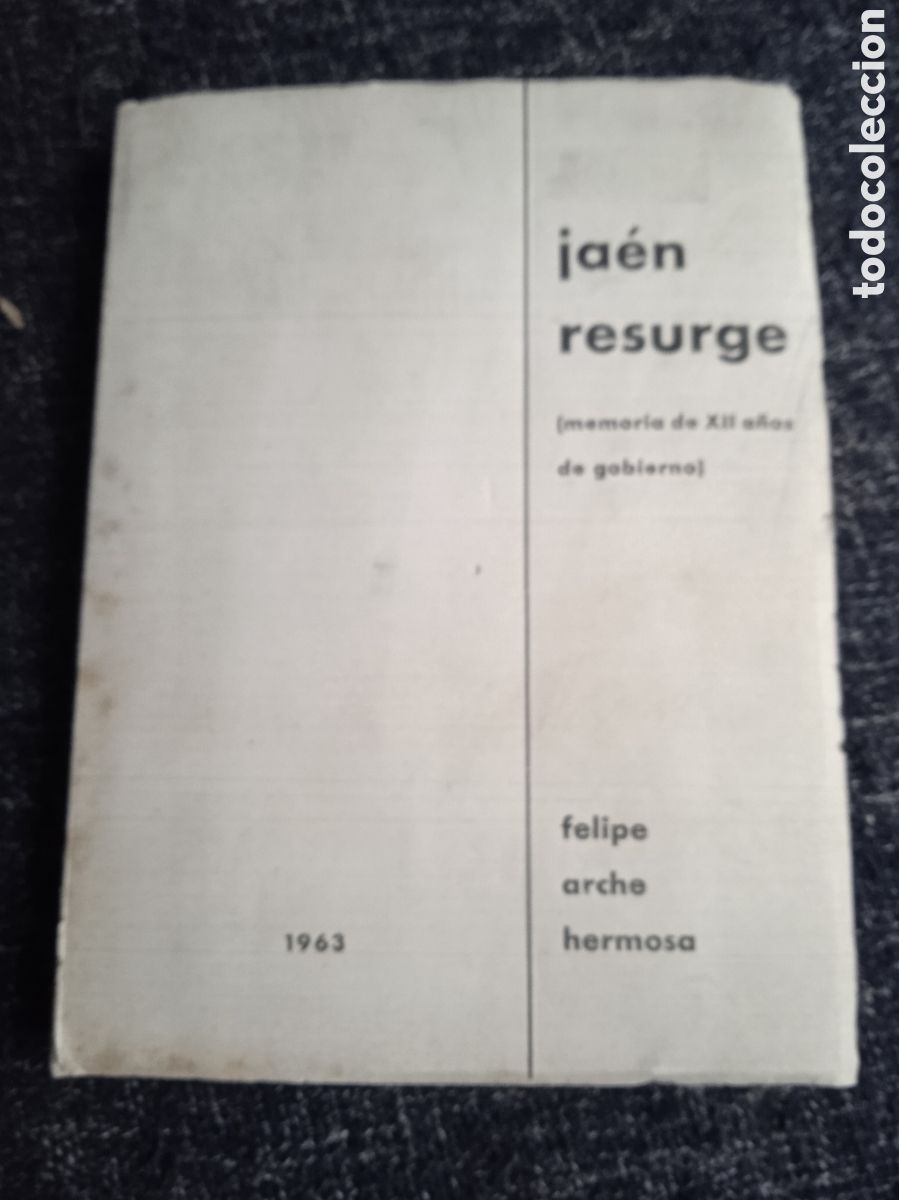 jaén
resurge
(memoria de XII años
de gobierno)
felipe
arche
hermosa
1963
todocoleccion